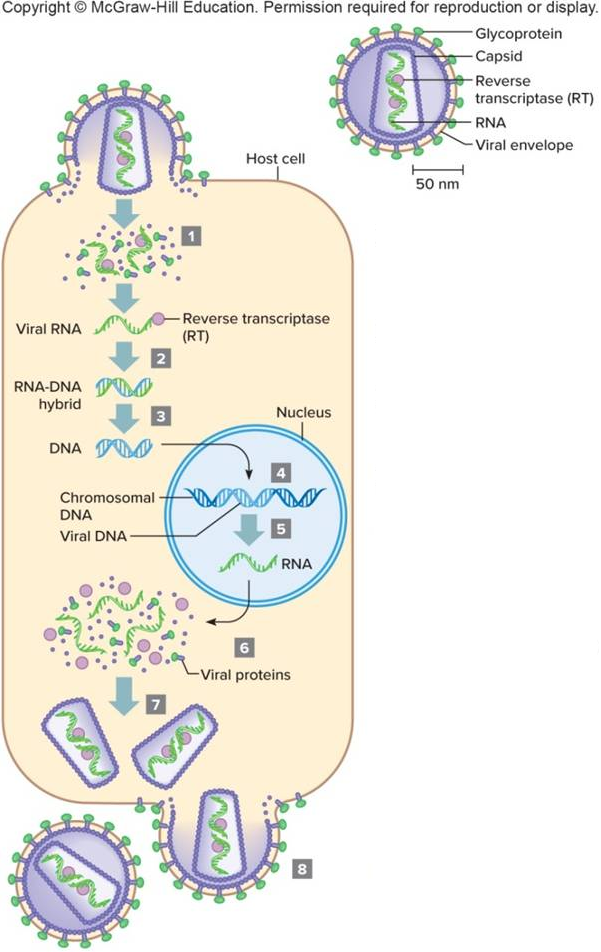 Copyright © McGraw-Hill Education. Permission required for reproduction or display.
Glycoprotein
Capsid
Reverse
transcriptase (RT)
RNA
Viral envelope
50 nm
Host cell
1
Viral RNA
Reverse transcriptase
(RT)
2
RNA-DNA
hybrid
3
DNA
Nucleus
4
Chromosomal
DNA
Viral DNA
5
RNA
6
Viral proteins
7
8